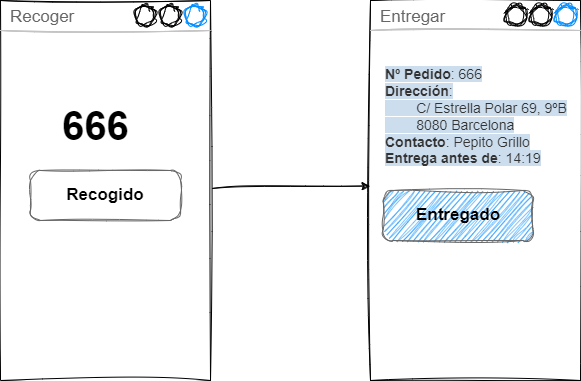 Recoger
666
Recogido
Entregar
Nº Pedido: 666
Dirección:
C/ Estrella Polar 69, 9ºB
8080 Barcelona
Contacto: Pepito Grillo
Entrega antes de: 14:19
Entregado